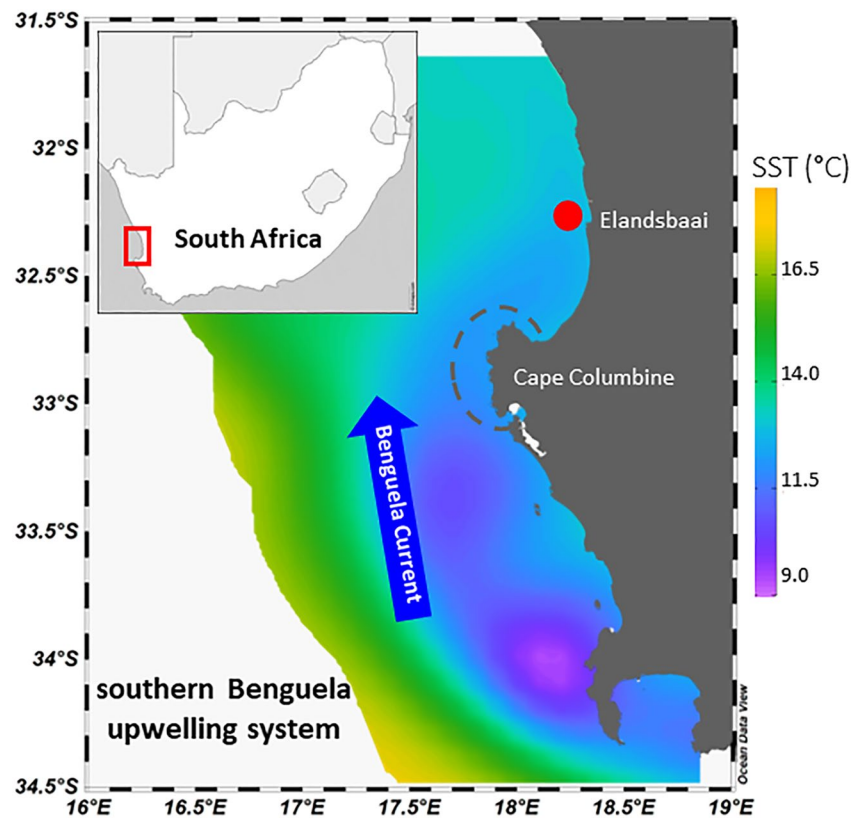 31.5°S
32°S
32.5°S
33°S
33.5°S
34°S
34.5°S
16°E
16.5°E
17°E
17.5°E
18°E
18.5°E
19°E
South Africa
Elandsbaai
Cape Columbine
Benguela Current
southern Benguela
upwelling system
Ocean Data View
SST (°C)
16.5
14.0
11.5
9.0